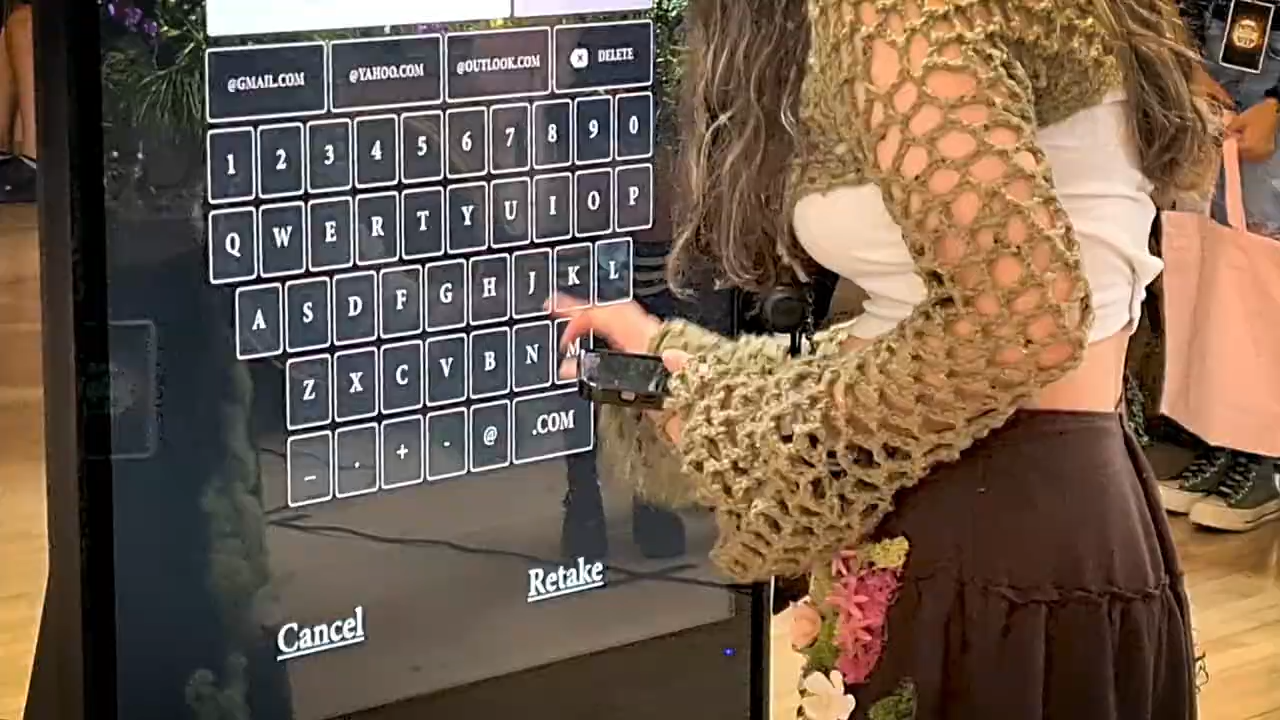 @GMAIL.COM @YAHOO.COM @OUTLOOK.COM DELETE
1 2 3 4 5 6 7 8 9 0
Q W E R T Y U I O P
A S D F G H J K L
Z X C V B N M
_ . + - @ .COM
Retake
Cancel